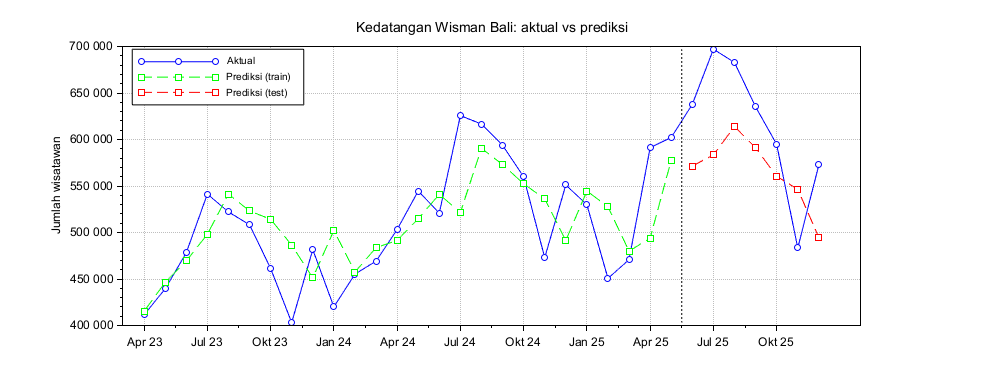 Kedatangan Wisman Bali: aktual vs prediksi
Jumlah wisatawan
700 000
650 000
600 000
550 000
500 000
450 000
400 000
Aktual
Prediksi (train)
Prediksi (test)
Apr 23
Jul 23
Okt 23
Jan 24
Apr 24
Jul 24
Okt 24
Jan 25
Apr 25
Jul 25
Okt 25